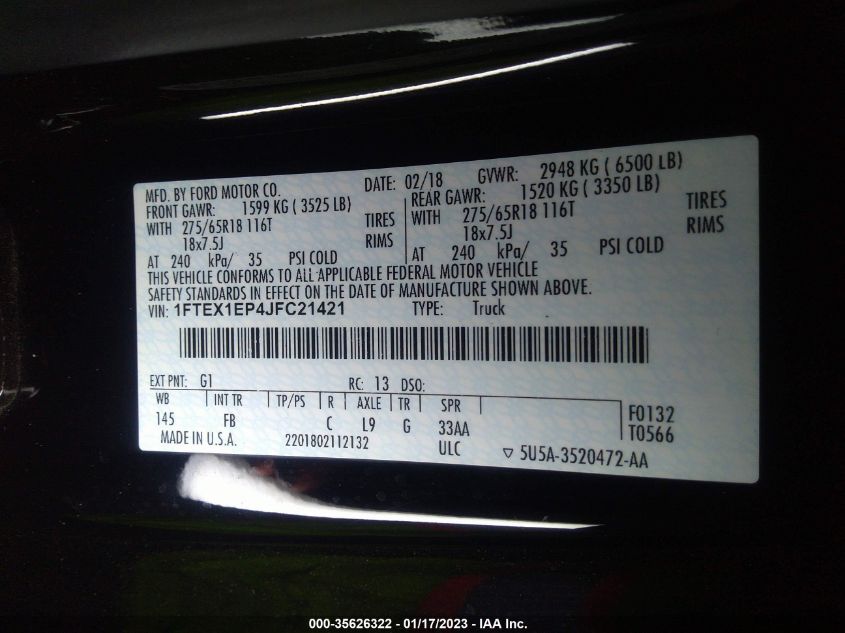 MFD. BY FORD MOTOR CO. DATE: 02/18 GVWR: 2948 KG ( 6500 LB)
FRONT GAWR: 1599 KG ( 3525 LB) REAR GAWR: 1520 KG ( 3350 LB)
WITH 275/65R18 116T TIRES WITH 275/65R18 116T TIRES
18x7.5J RIMS 18x7.5J RIMS
AT 240 kPa/ 35 PSI COLD AT 240 kPa/ 35 PSI COLD
THIS VEHICLE CONFORMS TO ALL APPLICABLE FEDERAL MOTOR VEHICLE
SAFETY STANDARDS IN EFFECT ON THE DATE OF MANUFACTURE SHOWN ABOVE.
VIN: 1FTEX1EP4JFC21421 TYPE: Truck
EXT PNT: G1 RC: 13 DSO:
WB INT TR TP/PS R AXLE TR SPR F0132
145 FB C L9 G 33AA T0566
MADE IN U.S.A. 2201802112132 ULC ▽ 5U5A-3520472-AA
000-35626322 — 01/17/2023 — IAA Inc.